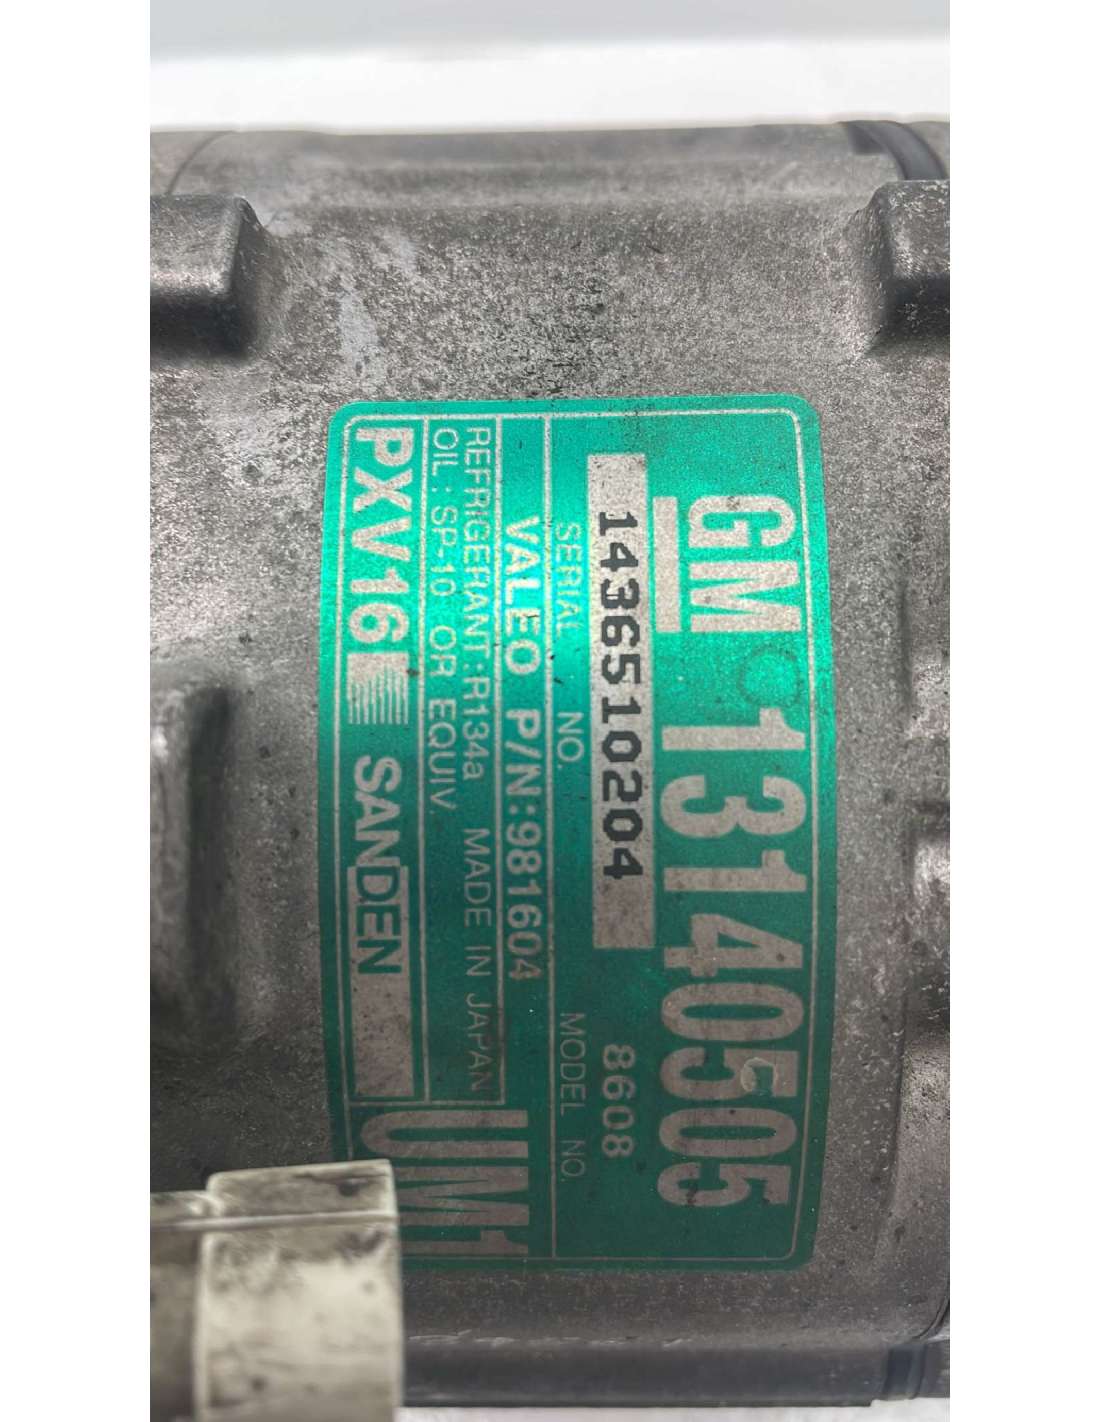 GM 13140505
1436510204 8608
SERIAL NO. MODEL NO.
VALEO P/N:981604
REFRIGERANT:R134a MADE IN JAPAN
OIL: SP-10 OR EQUIV.
PXV16 SANDEN
UM1